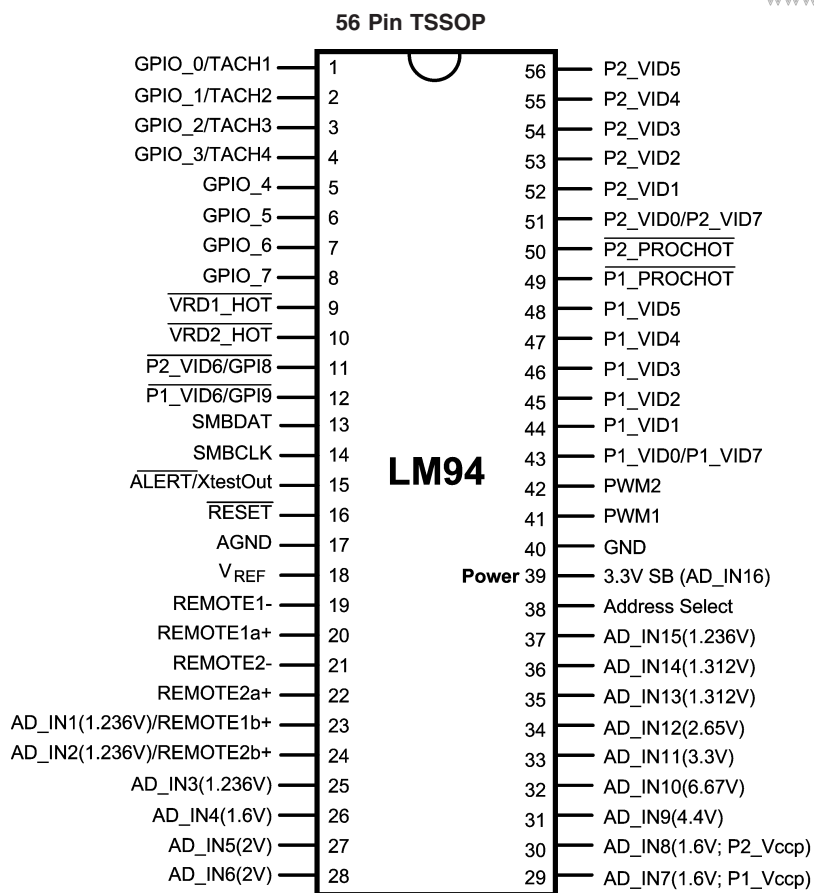 56 Pin TSSOP
GPIO_0/TACH1 1 56 P2_VID5
GPIO_1/TACH2 2 55 P2_VID4
GPIO_2/TACH3 3 54 P2_VID3
GPIO_3/TACH4 4 53 P2_VID2
GPIO_4 5 52 P2_VID1
GPIO_5 6 51 P2_VID0/P2_VID7
GPIO_6 7 50 P2_PROCHOT
GPIO_7 8 49 P1_PROCHOT
VRD1_HOT 9 48 P1_VID5
VRD2_HOT 10 47 P1_VID4
P2_VID6/GPI8 11 46 P1_VID3
P1_VID6/GPI9 12 45 P1_VID2
SMBDAT 13 44 P1_VID1
SMBCLK 14 43 P1_VID0/P1_VID7
LM94
ALERT/XtestOut 15 42 PWM2
RESET 16 41 PWM1
AGND 17 40 GND
VREF 18 Power 39 3.3V SB (AD_IN16)
REMOTE1- 19 38 Address Select
REMOTE1a+ 20 37 AD_IN15(1.236V)
REMOTE2- 21 36 AD_IN14(1.312V)
REMOTE2a+ 22 35 AD_IN13(1.312V)
AD_IN1(1.236V)/REMOTE1b+ 23 34 AD_IN12(2.65V)
AD_IN2(1.236V)/REMOTE2b+ 24 33 AD_IN11(3.3V)
AD_IN3(1.236V) 25 32 AD_IN10(6.67V)
AD_IN4(1.6V) 26 31 AD_IN9(4.4V)
AD_IN5(2V) 27 30 AD_IN8(1.6V; P2_Vccp)
AD_IN6(2V) 28 29 AD_IN7(1.6V; P1_Vccp)